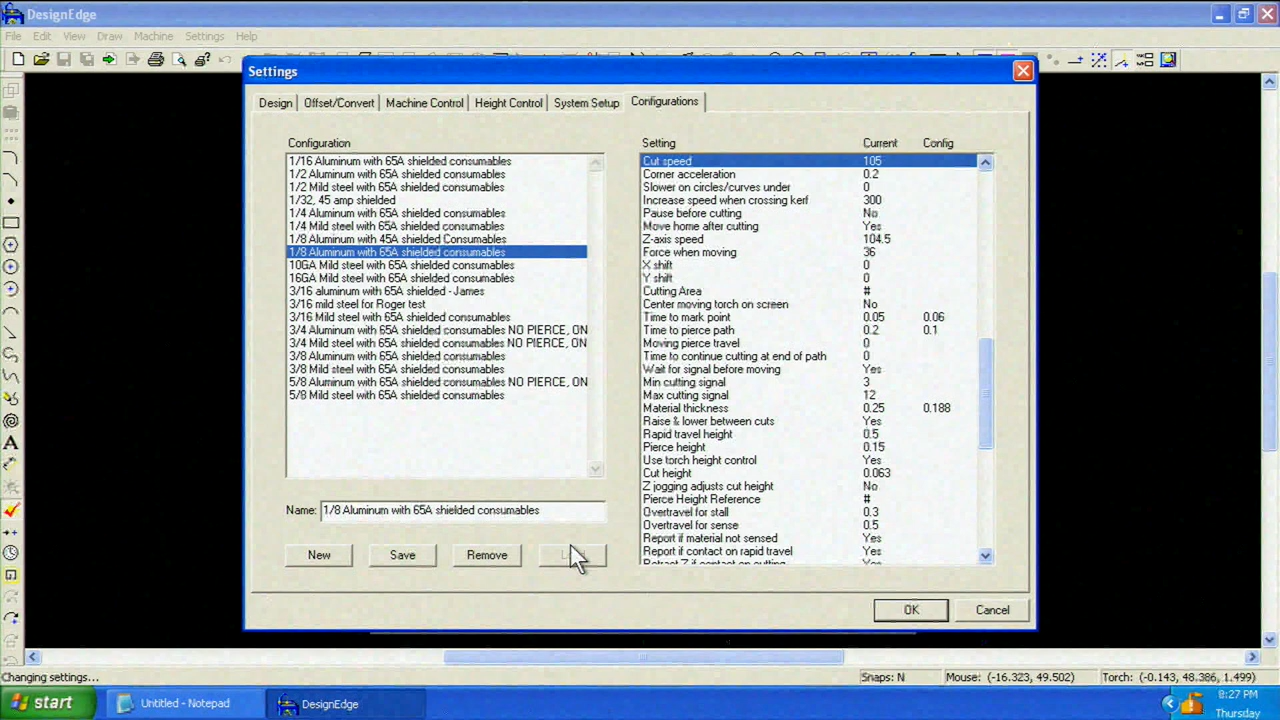 DesignEdge
File Edit View Draw Machine Settings Help
Settings
Design Offset/Convert Machine Control Height Control System Setup Configurations
Configuration
1/16 Aluminum with 65A shielded consumables
1/2 Aluminum with 65A shielded consumables
1/2 Mild steel with 65A shielded consumables
1/32, 45 amp shielded
1/4 Aluminum with 65A shielded consumables
1/4 Mild steel with 65A shielded consumables
1/8 Aluminum with 45A shielded Consumables
1/8 Aluminum with 65A shielded consumables
10GA Mild steel with 65A shielded consumables
16GA Mild steel with 65A shielded consumables
3/16 aluminum with 65A shielded - James
3/16 mild steel for Roger test
3/16 Mild steel with 65A shielded consumables
3/4 Aluminum with 65A shielded consumables NO PIERCE, ON
3/4 Mild steel with 65A shielded consumables NO PIERCE, ON
3/8 Aluminum with 65A shielded consumables
3/8 Mild steel with 65A shielded consumables
5/8 Aluminum with 65A shielded consumables NO PIERCE, ON
5/8 Mild steel with 65A shielded consumables
Name: 1/8 Aluminum with 65A shielded consumables
New Save Remove
Setting Current Config
Cut speed 105
Corner acceleration 0.2
Slower on circles/curves under 0
Increase speed when crossing kerf 300
Pause before cutting No
Move home after cutting Yes
Z-axis speed 104.5
Force when moving 36
X shift 0
Y shift 0
Cutting Area #
Center moving torch on screen No
Time to mark point 0.05 0.06
Time to pierce path 0.2 0.1
Moving pierce travel 0
Time to continue cutting at end of path 0
Wait for signal before moving Yes
Min cutting signal 3
Max cutting signal 12
Material thickness 0.25 0.188
Raise & lower between cuts Yes
Rapid travel height 0.5
Pierce height 0.15
Use torch height control Yes
Cut height 0.063
Z jogging adjusts cut height No
Pierce Height Reference #
Overtravel for stall 0.3
Overtravel for sense 0.5
Report if material not sensed Yes
Report if contact on rapid travel Yes
Retract Z if contact on cutting Yes
OK Cancel
Changing settings... Snaps: N Mouse: (-16.323, 49.502) Torch: (-0.143, 48.386, 1.499)
start Untitled - Notepad DesignEdge 8:27 PM
Thursday